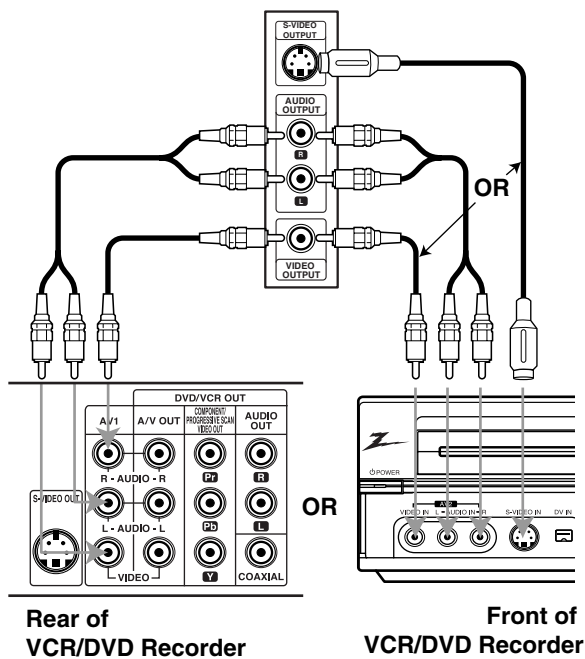 S-VIDEO
OUTPUT
AUDIO
OUTPUT
R
L
VIDEO
OUTPUT
OR
DVD/VCR OUT
A/V1
A/V OUT
COMPONENT/
PROGRESSIVE SCAN
VIDEO OUT
AUDIO
OUT
R - AUDIO - R
Pr
R
S-VIDEO OUT
L - AUDIO - L
Pb
L
VIDEO
Y
COAXIAL
OR
POWER
VIDEO IN
L - AUDIO IN - R
S-VIDEO IN
DV IN
Rear of
VCR/DVD Recorder
Front of
VCR/DVD Recorder